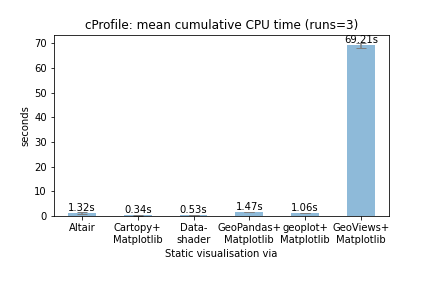 cProfile: mean cumulative CPU time (runs=3)
seconds
70
60
50
40
30
20
10
0
1.32s
0.34s
0.53s
1.47s
1.06s
69.21s
Altair
Cartopy+
Matplotlib
Data-
shader
GeoPandas+
Matplotlib
geoplot+
Matplotlib
GeoViews+
Matplotlib
Static visualisation via